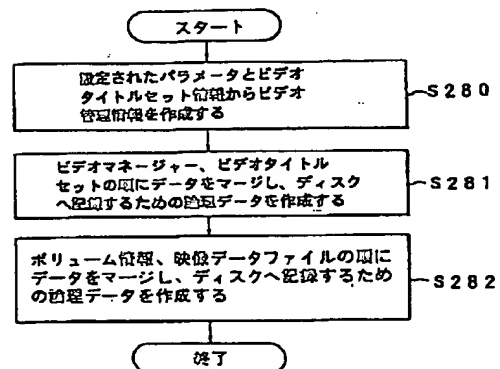 スタート
設定されたパラメータとビデオ
タイトルセット情報からビデオ
管理情報を作成する
S280
ビデオマネージャー、ビデオタイトル
セットの順にデータをマージし、ディスク
へ記録するための論理データを作成する
S281
ボリューム情報、映像データファイルの順に
データをマージし、ディスクへ記録するため
の論理データを作成する
S282
終了